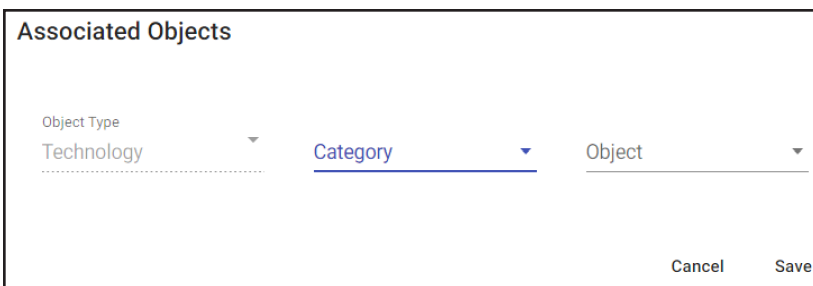 Associated Objects
Object Type
Technology
Category
Object
Cancel
Save